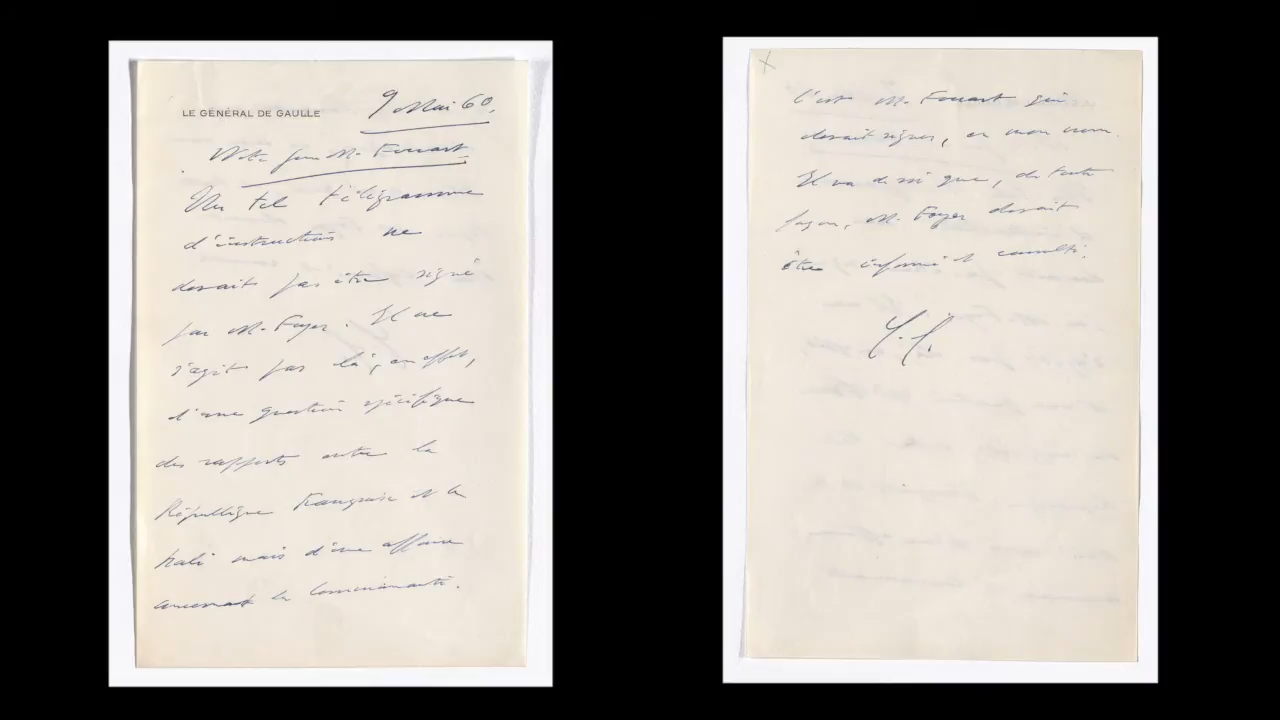 LE GÉNÉRAL DE GAULLE
9 Mai 60.
Note pour M. Foccart
Un tel télégramme
d'instructions ne
devrait pas être signé
par M. Foyer. Il ne
s'agit pas là, en effet,
d'une question spécifique
des rapports entre la
République Française et le
Mali mais d'une affaire
concernant la Communauté.
C'est M. Foccart qui
devrait signer, en mon nom.
Il va de soi que, de toute
façon, M. Foyer devrait
être informé et consulté.